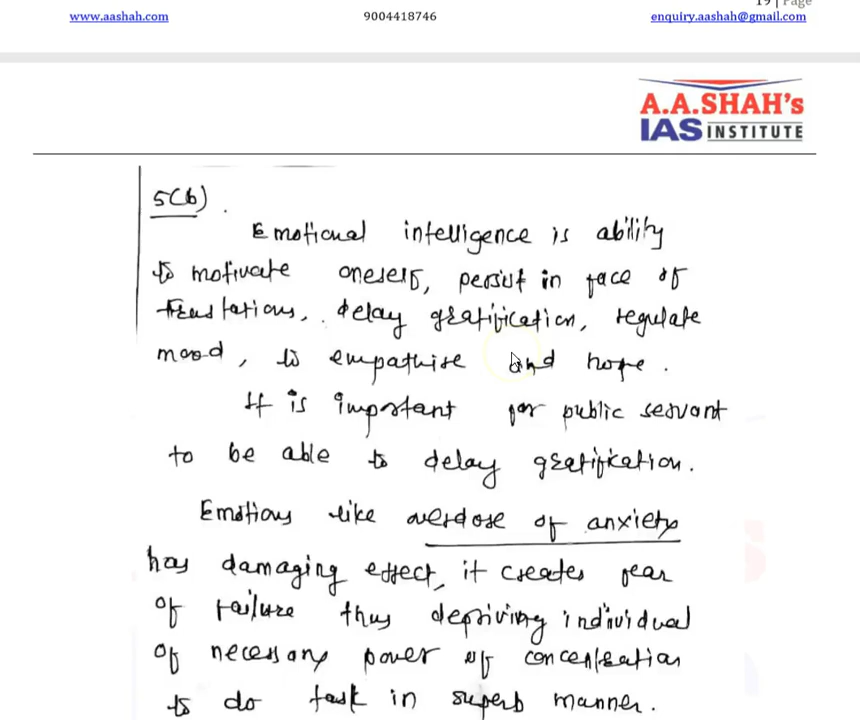 19 | Page
www.aashah.com 9004418746 enquiry.aashah@gmail.com
A.A.SHAH's
IAS INSTITUTE
5(b).
Emotional intelligence is ability
to motivate oneself, persist in face of
frustations, delay gratification, regulate
mood, to empathise and hope.
It is important for public servant
to be able to delay gratification.
Emotions like overdose of anxiety
has damaging effect, it creates fear
of failure thus depriving individual
of necessary power of concentration
to do task in superb manner.